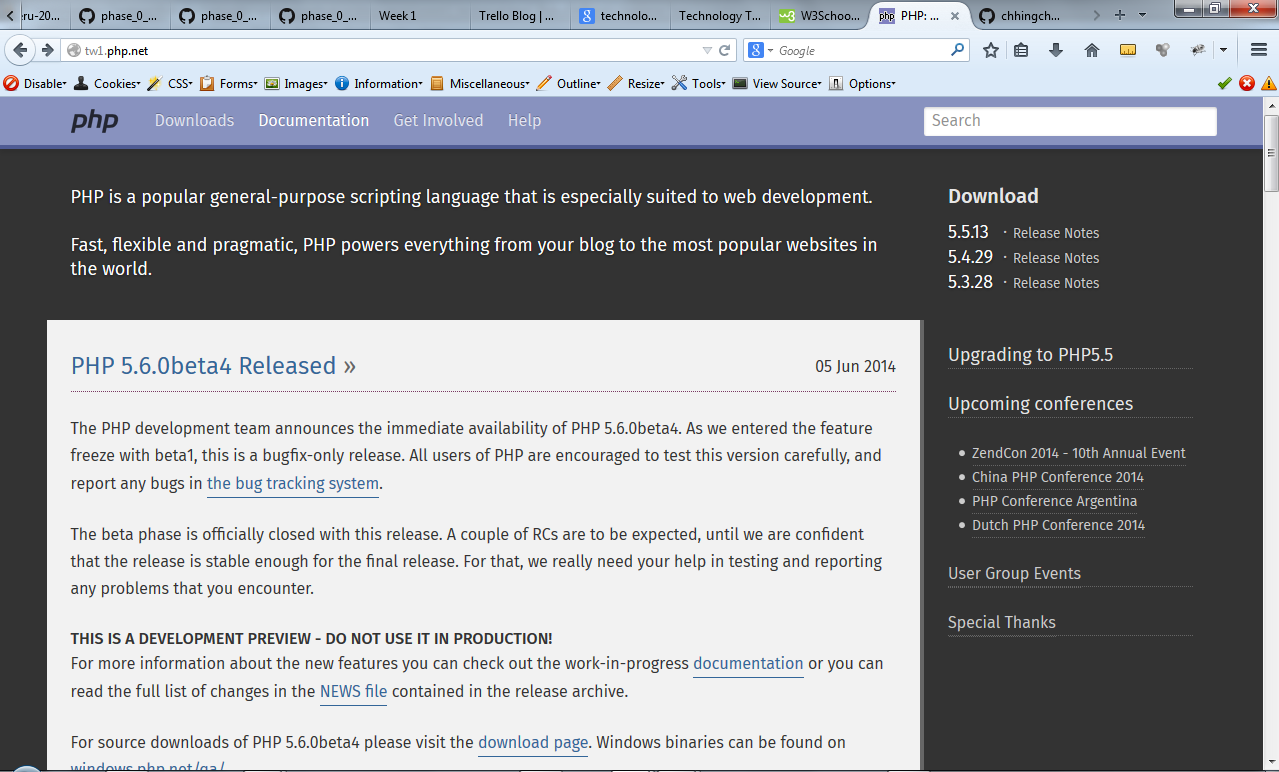 ru-20...
phase_0_...
phase_0_...
phase_0_...
Week 1
Trello Blog | ...
technolo...
Technology T...
W3Schoo...
PHP: ...
chhingch...
tw1.php.net
Google
Disable
Cookies
CSS
Forms
Images
Information
Miscellaneous
Outline
Resize
Tools
View Source
Options
php
Downloads
Documentation
Get Involved
Help
Search
PHP is a popular general-purpose scripting language that is especially suited to web development.
Fast, flexible and pragmatic, PHP powers everything from your blog to the most popular websites in
the world.
Download
5.5.13 · Release Notes
5.4.29 · Release Notes
5.3.28 · Release Notes
Upgrading to PHP5.5
Upcoming conferences
ZendCon 2014 - 10th Annual Event
China PHP Conference 2014
PHP Conference Argentina
Dutch PHP Conference 2014
User Group Events
Special Thanks
PHP 5.6.0beta4 Released »
05 Jun 2014
The PHP development team announces the immediate availability of PHP 5.6.0beta4. As we entered the feature
freeze with beta1, this is a bugfix-only release. All users of PHP are encouraged to test this version carefully, and
report any bugs in the bug tracking system.
The beta phase is officially closed with this release. A couple of RCs are to be expected, until we are confident
that the release is stable enough for the final release. For that, we really need your help in testing and reporting
any problems that you encounter.
THIS IS A DEVELOPMENT PREVIEW - DO NOT USE IT IN PRODUCTION!
For more information about the new features you can check out the work-in-progress documentation or you can
read the full list of changes in the NEWS file contained in the release archive.
For source downloads of PHP 5.6.0beta4 please visit the download page. Windows binaries can be found on
windows.php.net/qa/.